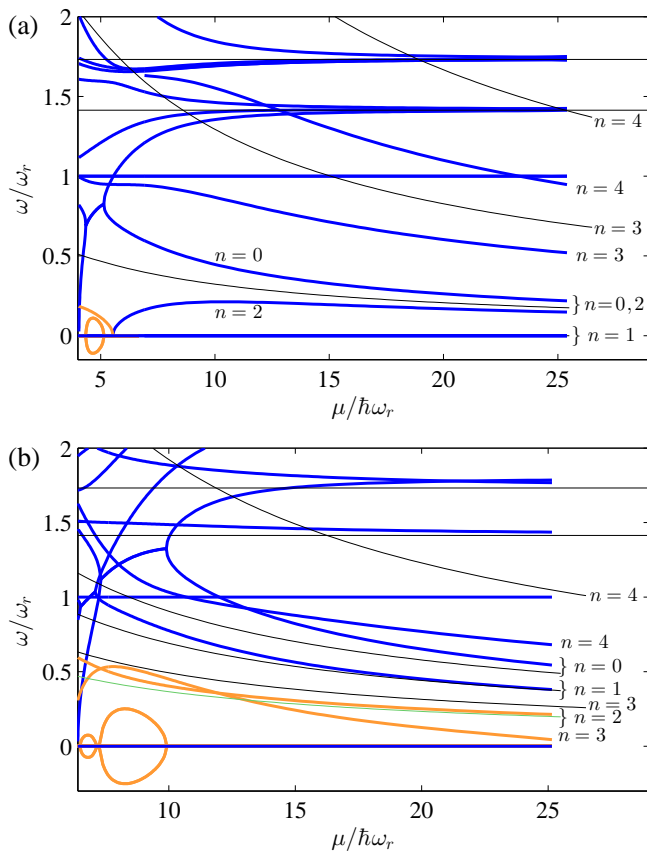 (a)
2
1.5
1
0.5
0
ω/ω_r
n = 4
n = 4
n = 3
n = 3
n = 0
n = 2
} n=0, 2
} n = 1
5 10 15 20 25
μ/ℏω_r
(b)
2
1.5
1
0.5
0
ω/ω_r
n = 4
n = 4
} n = 0
} n = 1
n = 3
} n = 2
n = 3
10 15 20 25
μ/ℏω_r